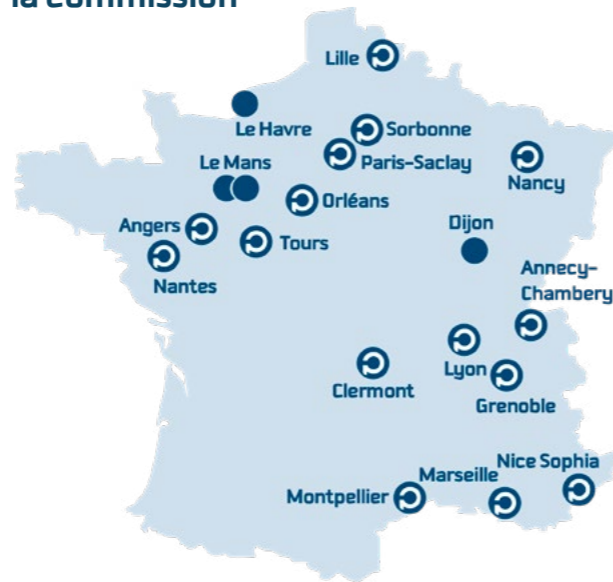 la commission
Lille
Le Havre
Sorbonne
Le Mans
Paris-Saclay
Nancy
Orléans
Angers
Tours
Dijon
Nantes
Annecy-
Chambery
Lyon
Clermont
Grenoble
Nice Sophia
Marseille
Montpellier